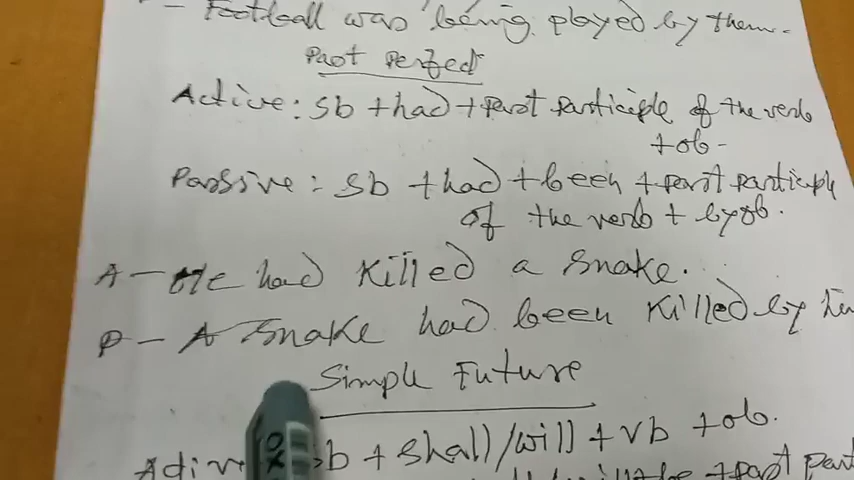 P - Football was being played by them.
Past Perfect
Active: sb + had + past participle of the verb
+ ob-
Passive: sb + had + been + past participle
of the verb + by ob.
A - He had killed a snake.
P - A snake had been killed by
Simple Future
Active sb + shall/will + vb + ob.
+ past